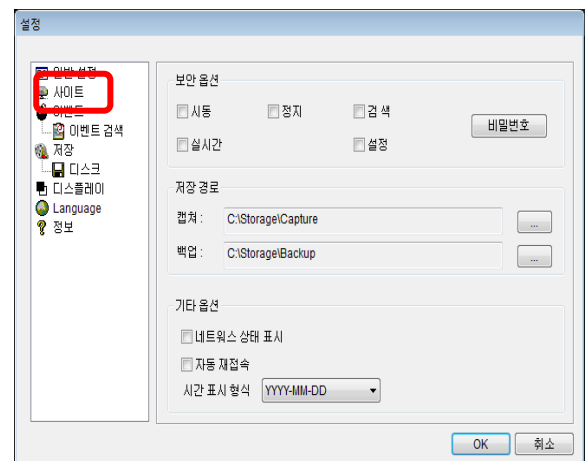 설정
일반 설정
사이트
이벤트
이벤트 검색
저장
디스크
디스플레이
Language
정보
보안 옵션
시동 정지 검 색
비밀번호
실시간 설정
저장 경로
캡쳐 : C:\Storage\Capture ...
백업 : C:\Storage\Backup ...
기타 옵션
네트워스 상태 표시
자동 재접속
시간 표시 형식 YYYY-MM-DD
OK 취소